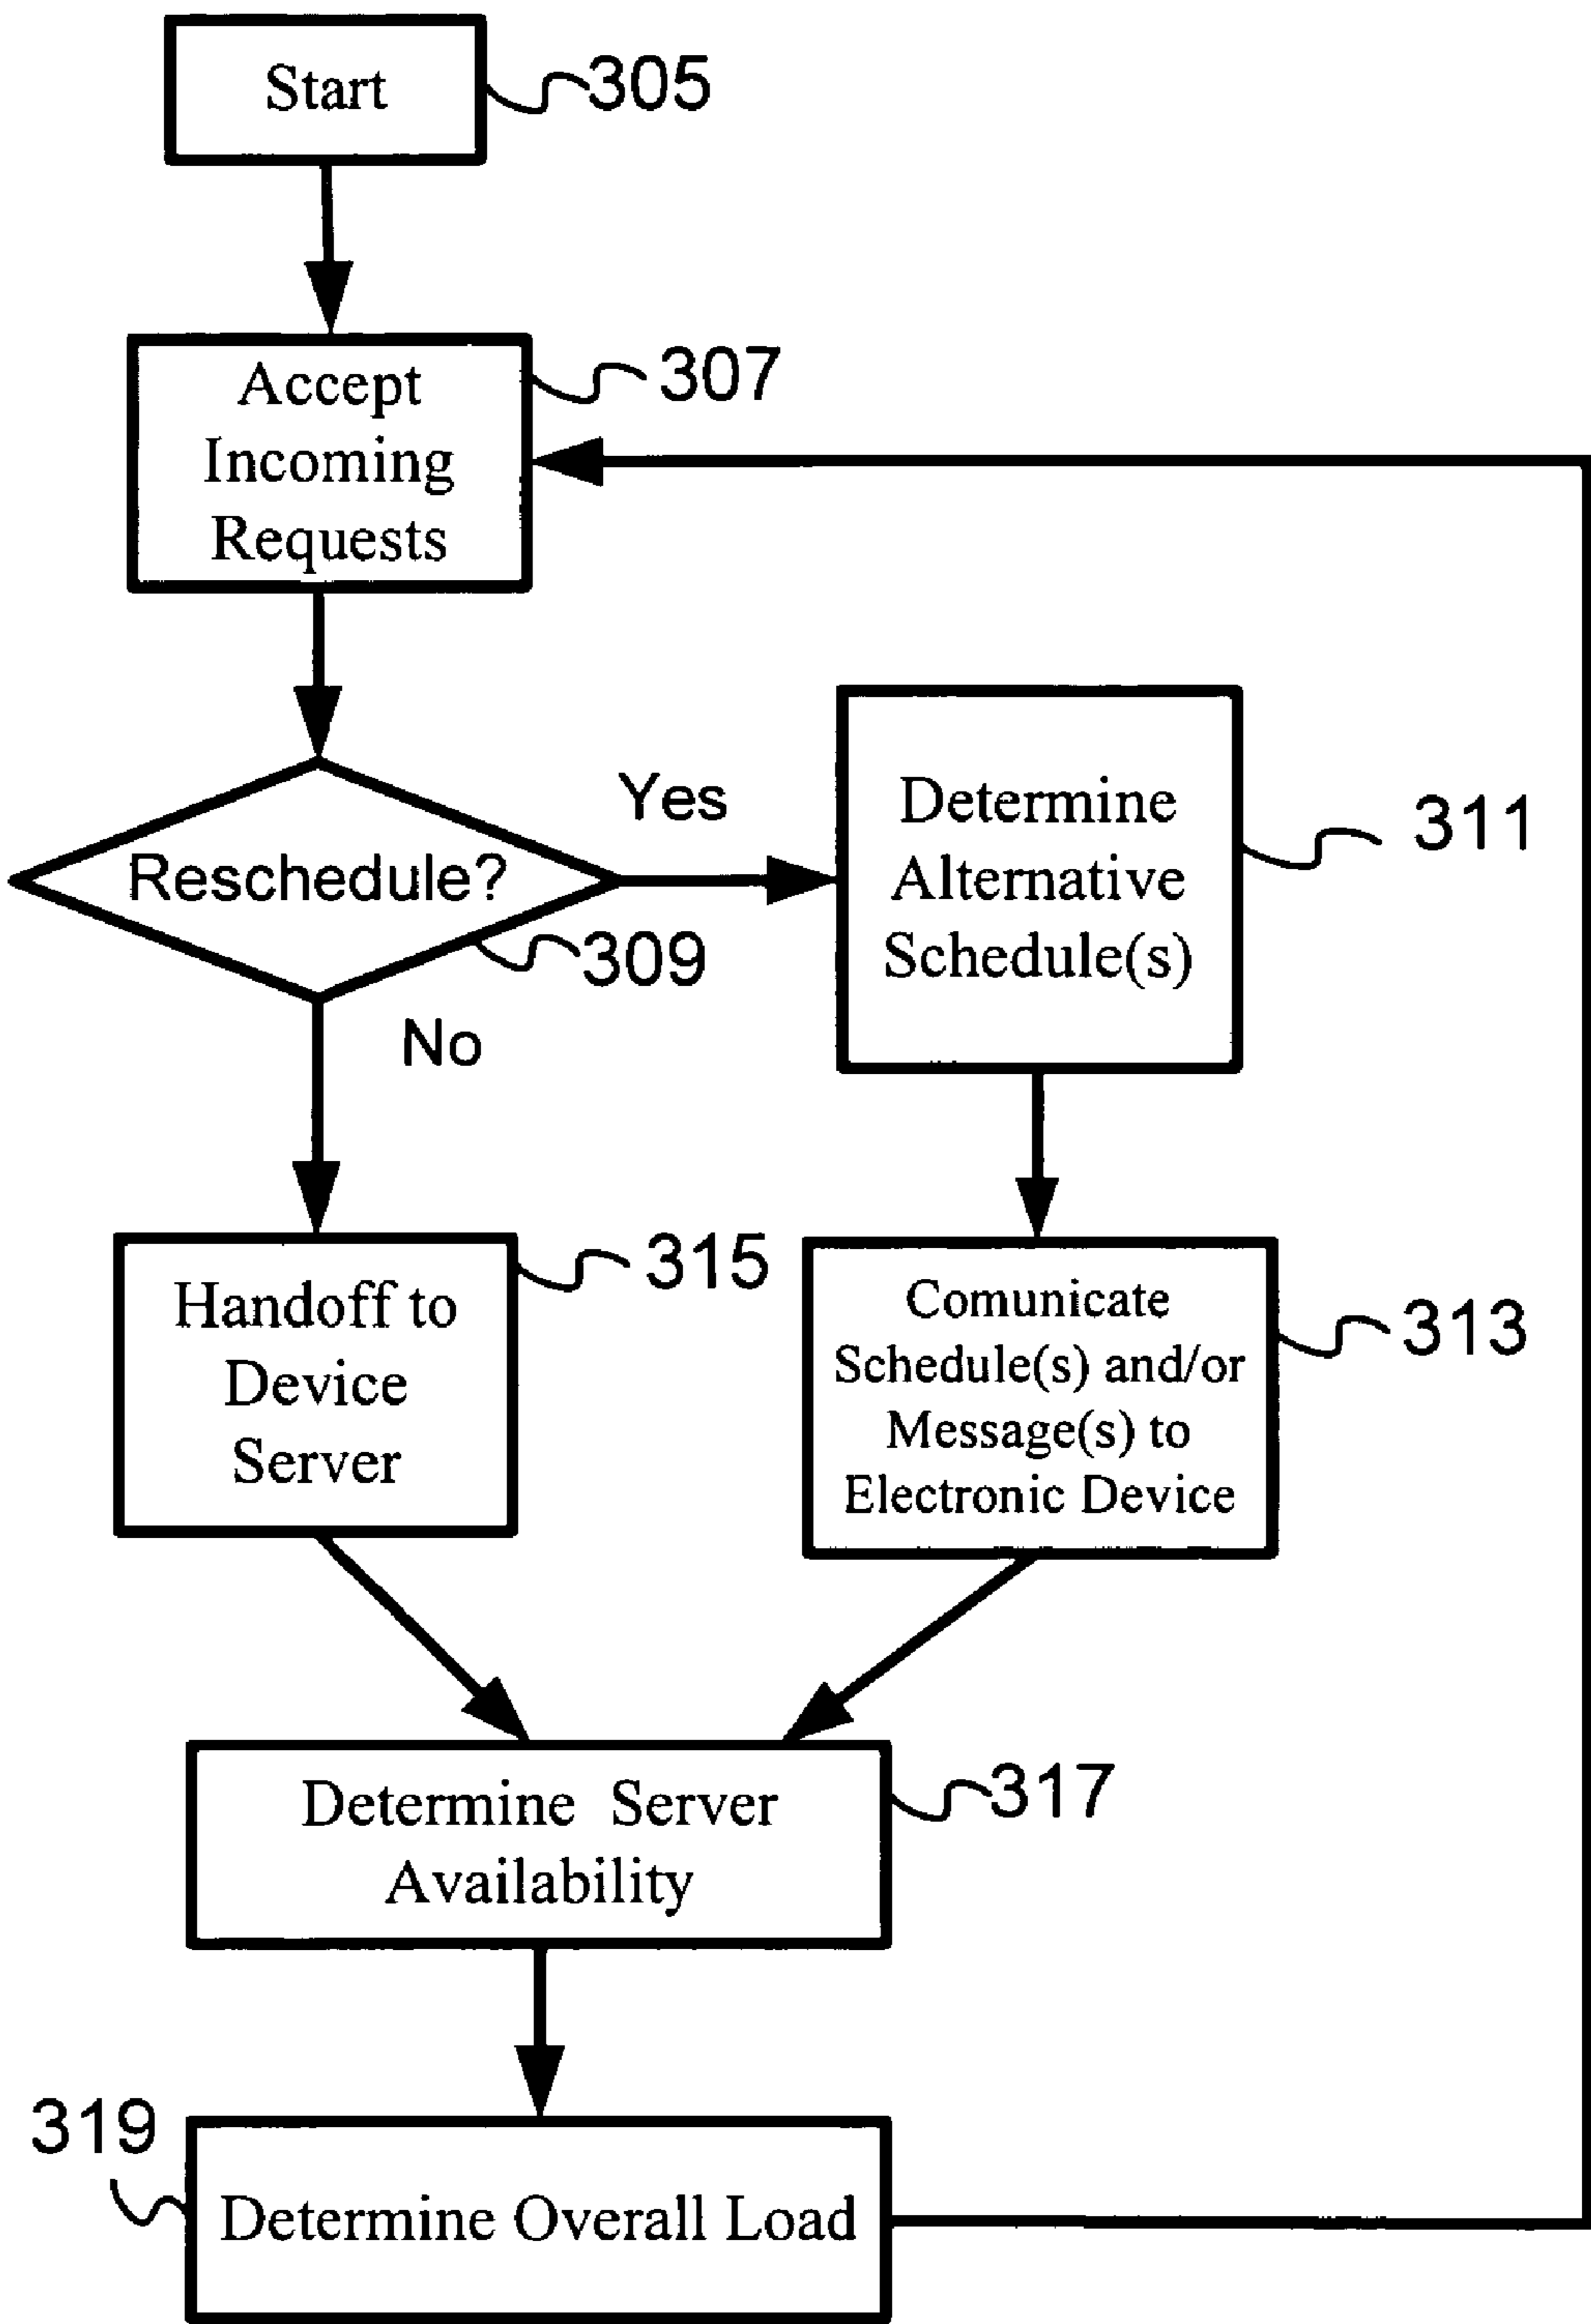 Start
305
Accept
Incoming
Requests
307
Reschedule?
309
Yes
No
Determine
Alternative
Schedule(s)
311
Handoff to
Device
Server
315
Comunicate
Schedule(s) and/or
Message(s) to
Electronic Device
313
Determine Server
Availability
317
319
Determine Overall Load